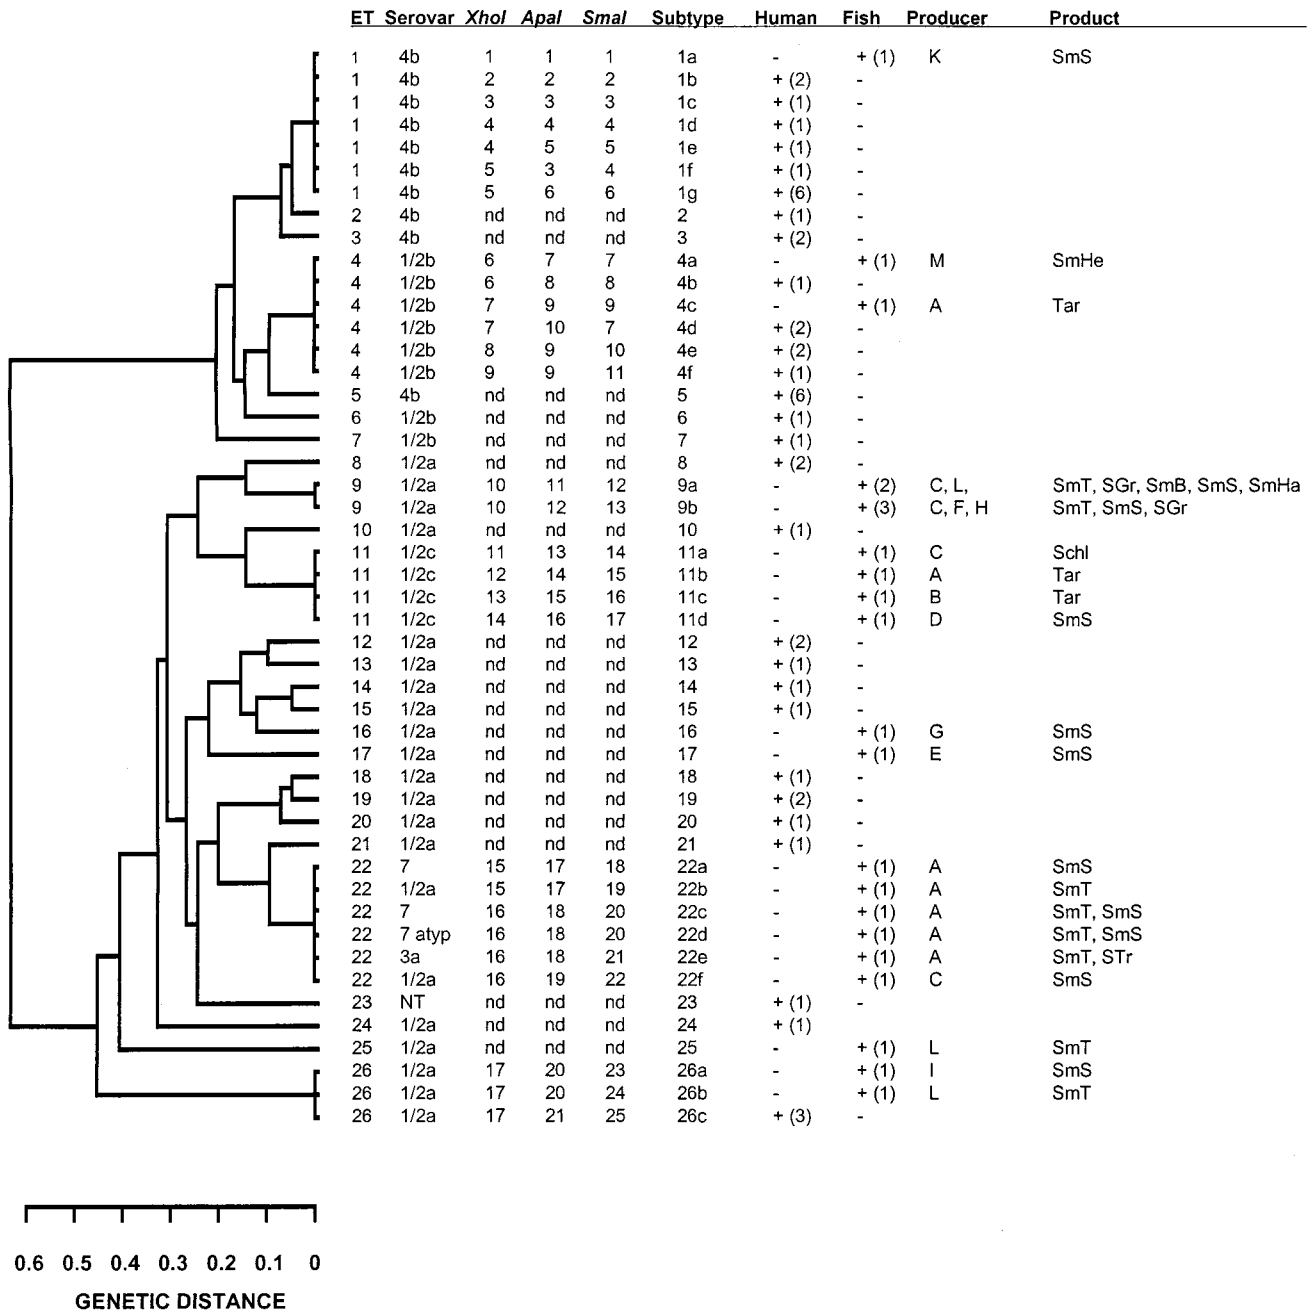 ET Serovar XhoI ApaI SmaI Subtype Human Fish Producer Product
1 4b 1 1 1 1a - + (1) K SmS
1 4b 2 2 2 1b + (2) -
1 4b 3 3 3 1c + (1) -
1 4b 4 4 4 1d + (1) -
1 4b 4 5 5 1e + (1) -
1 4b 5 3 4 1f + (1) -
1 4b 5 6 6 1g + (6) -
2 4b nd nd nd 2 + (1) -
3 4b nd nd nd 3 + (2) -
4 1/2b 6 7 7 4a - + (1) M SmHe
4 1/2b 6 8 8 4b + (1) -
4 1/2b 7 9 9 4c - + (1) A Tar
4 1/2b 7 10 7 4d + (2) -
4 1/2b 8 9 10 4e + (2) -
4 1/2b 9 9 11 4f + (1) -
5 4b nd nd nd 5 + (6) -
6 1/2b nd nd nd 6 + (1) -
7 1/2b nd nd nd 7 + (1) -
8 1/2a nd nd nd 8 + (2) -
9 1/2a 10 11 12 9a - + (2) C, L, SmT, SGr, SmB, SmS, SmHa
9 1/2a 10 12 13 9b - + (3) C, F, H SmT, SmS, SGr
10 1/2a nd nd nd 10 + (1) -
11 1/2c 11 13 14 11a - + (1) C Schl
11 1/2c 12 14 15 11b - + (1) A Tar
11 1/2c 13 15 16 11c - + (1) B Tar
11 1/2c 14 16 17 11d - + (1) D SmS
12 1/2a nd nd nd 12 + (2) -
13 1/2a nd nd nd 13 + (1) -
14 1/2a nd nd nd 14 + (1) -
15 1/2a nd nd nd 15 + (1) -
16 1/2a nd nd nd 16 - + (1) G SmS
17 1/2a nd nd nd 17 - + (1) E SmS
18 1/2a nd nd nd 18 + (1) -
19 1/2a nd nd nd 19 + (2) -
20 1/2a nd nd nd 20 + (1) -
21 1/2a nd nd nd 21 + (1) -
22 7 15 17 18 22a - + (1) A SmS
22 1/2a 15 17 19 22b - + (1) A SmT
22 7 16 18 20 22c - + (1) A SmT, SmS
22 7 atyp 16 18 20 22d - + (1) A SmT, SmS
22 3a 16 18 21 22e - + (1) A SmT, STr
22 1/2a 16 19 22 22f - + (1) C SmS
23 NT nd nd nd 23 + (1) -
24 1/2a nd nd nd 24 + (1)
25 1/2a nd nd nd 25 - + (1) L SmT
26 1/2a 17 20 23 26a - + (1) I SmS
26 1/2a 17 20 24 26b - + (1) L SmT
26 1/2a 17 21 25 26c + (3) -
0.6 0.5 0.4 0.3 0.2 0.1 0
GENETIC DISTANCE